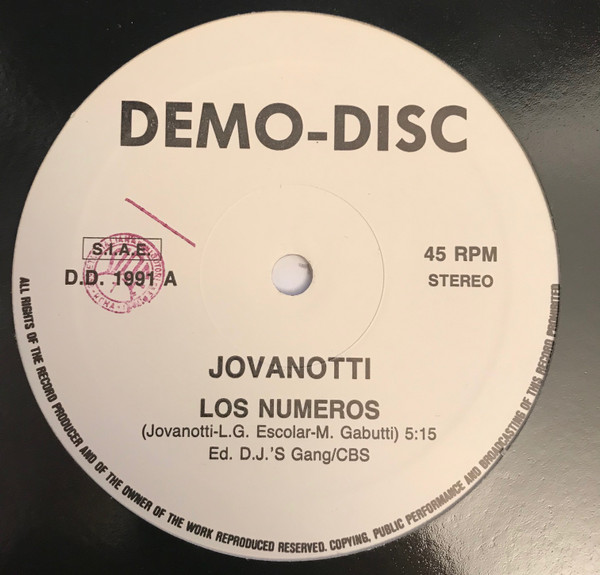 DEMO-DISC
S.I.A.E.
D.D. 1991 A
45 RPM
STEREO
JOVANOTTI
LOS NUMEROS
(Jovanotti-L.G. Escolar-M. Gabutti) 5:15
Ed. D.J.'S Gang/CBS
ALL RIGHTS OF THE RECORD PRODUCER AND OF THE OWNER OF THE WORK REPRODUCED RESERVED. COPYING, PUBLIC PERFORMANCE AND BROADCASTING OF THIS RECORD PROHIBITED